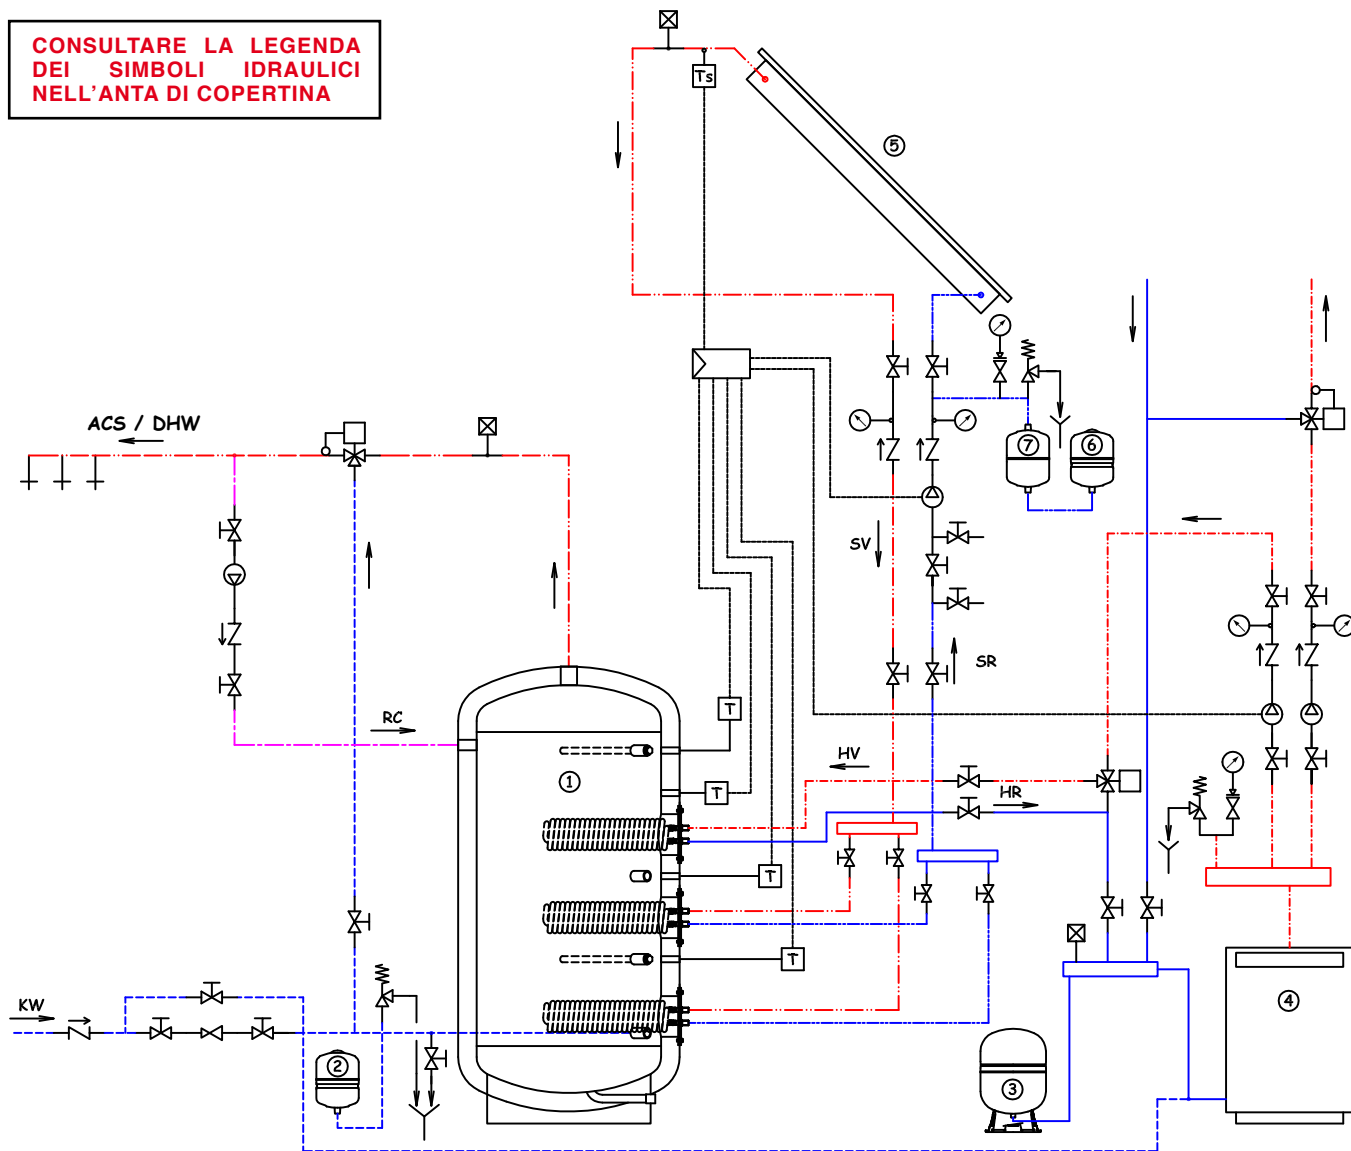 CONSULTARE LA LEGENDA
DEI SIMBOLI IDRAULICI
NELL'ANTA DI COPERTINA
Ts
5
ACS / DHW
7
6
SV
SR
RC
T
HV
1
T
HR
T
T
KW
2
3
4